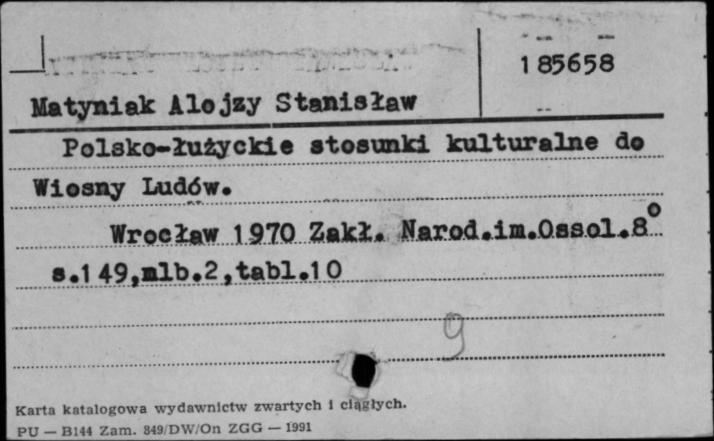 185658
Matyniak Alojzy Stanisław
Polsko-łużyckie stosunki kulturalne do
Wiosny Ludów.
Wrocław 1970 Zakł. Narod.im.Ossol.8°
s.149,nlb.2,tabl.10
9
Karta katalogowa wydawnictw zwartych i ciągłych.
PU — B144 Zam. 849/DW/On ZGG — 1991